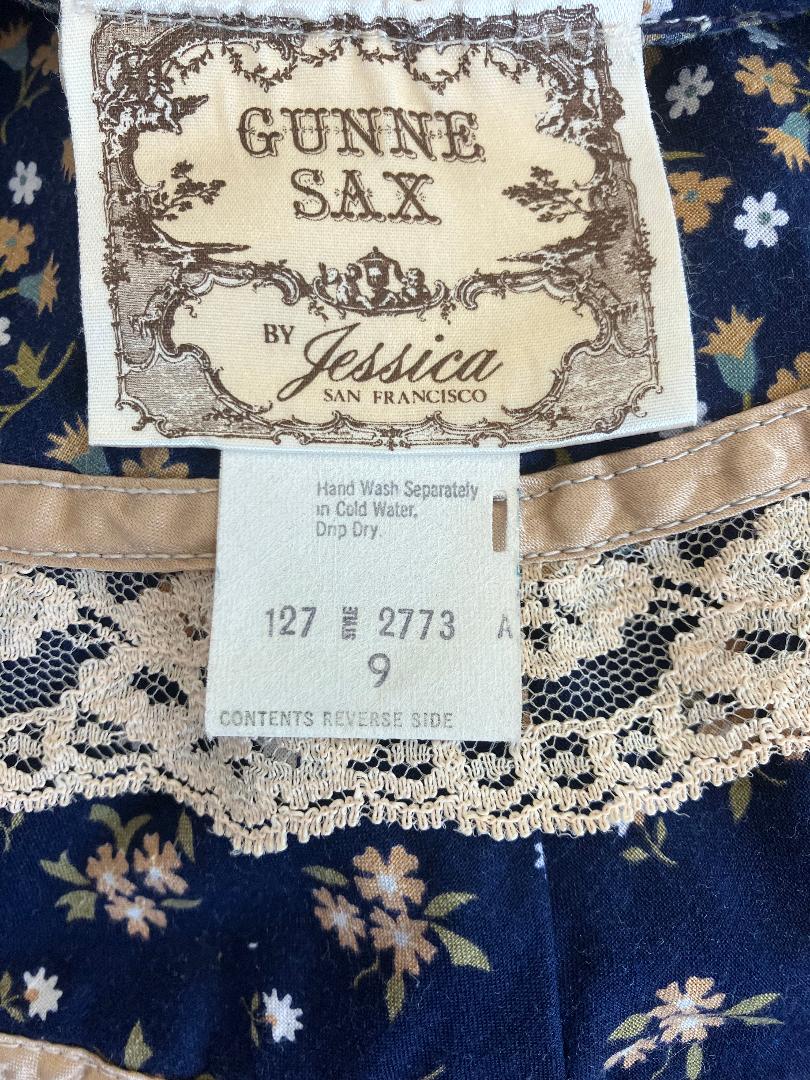 GUNNE
SAX
BY Jessica
SAN FRANCISCO
Hand Wash Separately
in Cold Water.
Drip Dry.
127 STYLE 2773 A
9
CONTENTS REVERSE SIDE